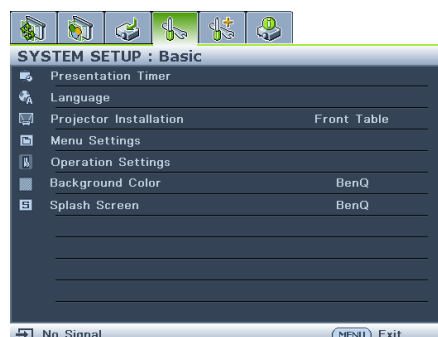 SYSTEM SETUP : Basic
Presentation Timer
Language
Projector Installation Front Table
Menu Settings
Operation Settings
Background Color BenQ
Splash Screen BenQ
No Signal MENU Exit